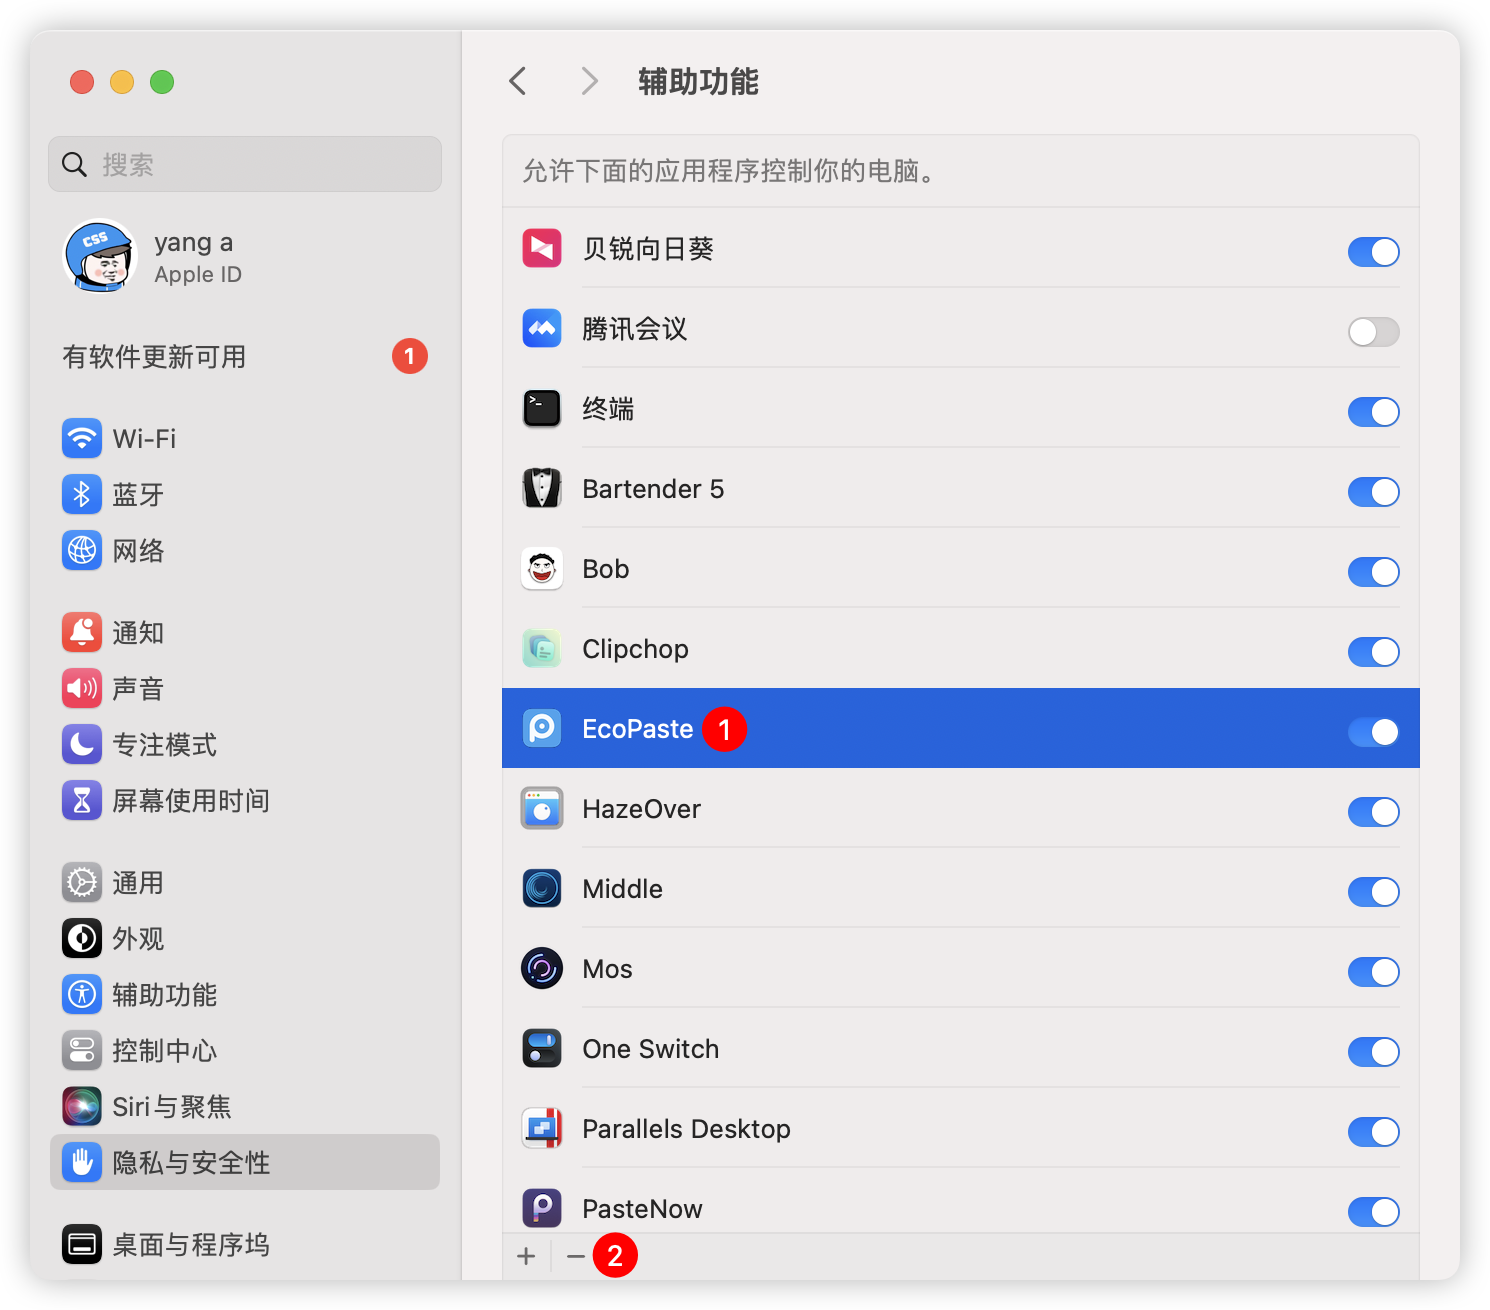 搜索
yang a
Apple ID
有软件更新可用
1
Wi-Fi
蓝牙
网络
通知
声音
专注模式
屏幕使用时间
通用
外观
辅助功能
控制中心
Siri与聚焦
隐私与安全性
桌面与程序坞
辅助功能
允许下面的应用程序控制你的电脑。
贝锐向日葵
腾讯会议
终端
Bartender 5
Bob
Clipchop
EcoPaste 1
HazeOver
Middle
Mos
One Switch
Parallels Desktop
PasteNow
+ − 2
CSS